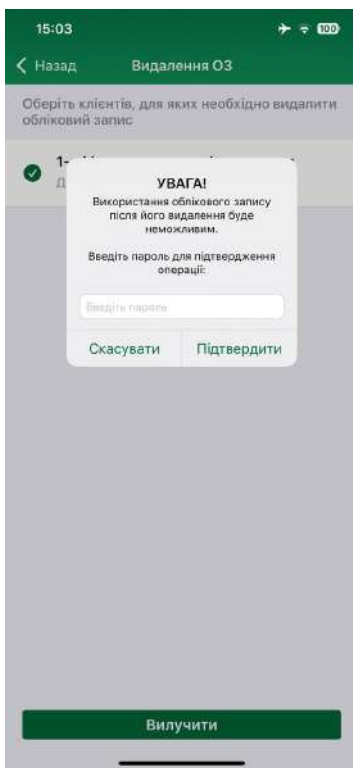 15:03
100
Назад
Видалення ОЗ
Оберіть клієнтів, для яких необхідно видалити
обліковий запис
1-
Д
УВАГА!
Використання облікового запису
після його видалення буде
неможливим.
Введіть пароль для підтвердження
операції:
Введіть пароль
Скасувати
Підтвердити
Вилучити